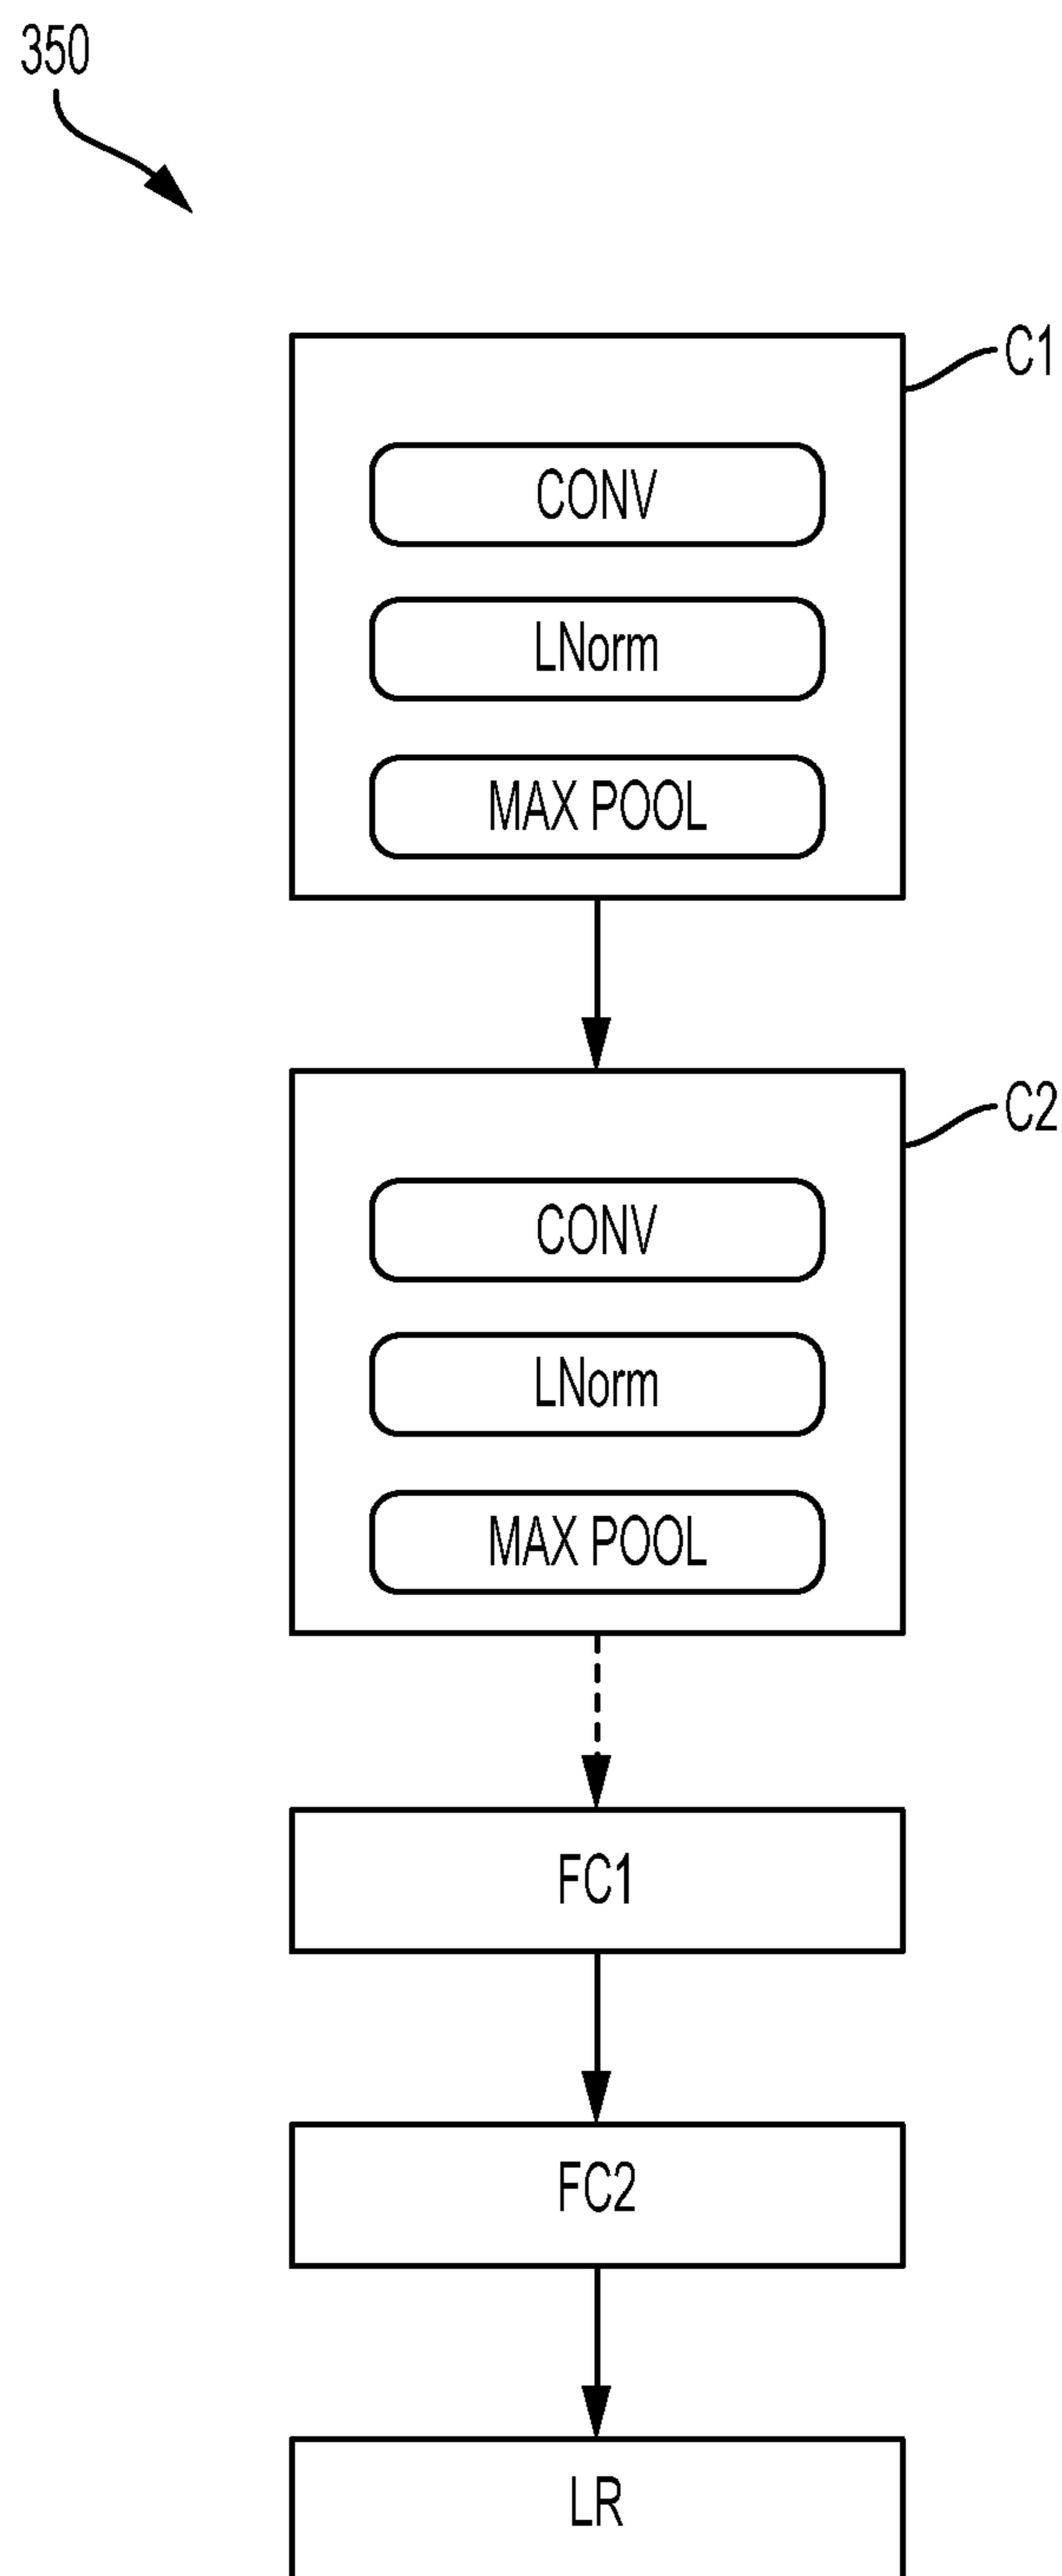 350
C1
CONV
LNorm
MAX POOL
C2
CONV
LNorm
MAX POOL
FC1
FC2
LR